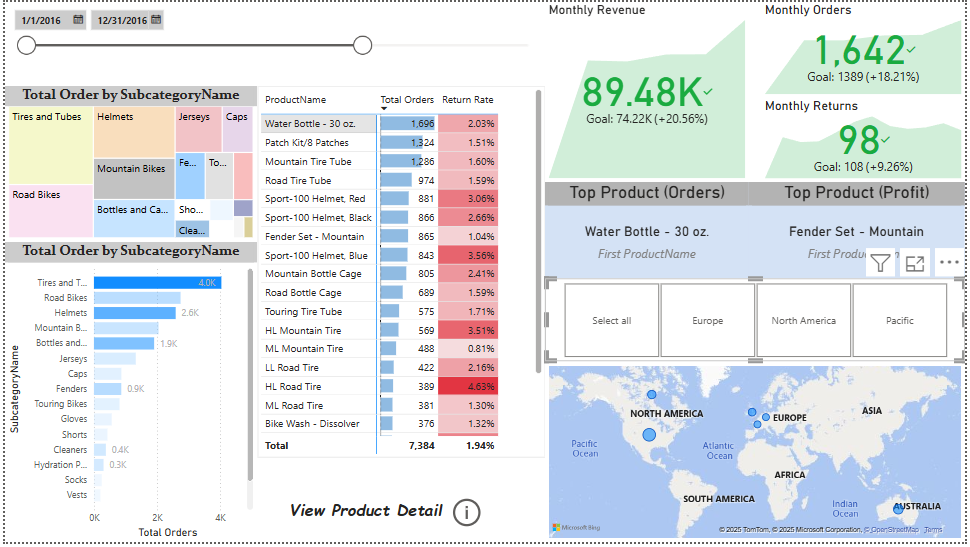 1/1/2016 12/31/2016
Total Order by SubcategoryName
Tires and Tubes
Helmets
Jerseys
Caps
Mountain Bikes
Fe...
To...
Road Bikes
Bottles and Ca...
Sho...
Clea...
Total Order by SubcategoryName
SubcategoryName
Tires and T... 4.0K
Road Bikes
Helmets 2.6K
Mountain B...
Bottles and... 1.9K
Jerseys
Caps
Fenders 0.9K
Touring Bikes
Gloves
Shorts
Cleaners 0.4K
Hydration P... 0.3K
Socks
Vests
0K 2K 4K
Total Orders
ProductName Total Orders Return Rate
Water Bottle - 30 oz. 1,696 2.03%
Patch Kit/8 Patches 1,324 1.51%
Mountain Tire Tube 1,286 1.60%
Road Tire Tube 974 1.59%
Sport-100 Helmet, Red 881 3.06%
Sport-100 Helmet, Black 866 2.66%
Fender Set - Mountain 865 1.04%
Sport-100 Helmet, Blue 843 3.56%
Mountain Bottle Cage 805 2.41%
Road Bottle Cage 689 1.59%
Touring Tire Tube 575 1.71%
HL Mountain Tire 569 3.51%
ML Mountain Tire 488 0.81%
LL Road Tire 422 2.16%
HL Road Tire 389 4.63%
ML Road Tire 381 1.30%
Bike Wash - Dissolver 376 1.32%
Total 7,384 1.94%
View Product Detail i
Monthly Revenue
89.48K
Goal: 74.22K (+20.56%)
Monthly Orders
1,642
Goal: 1389 (+18.21%)
Monthly Returns
98
Goal: 108 (+9.26%)
Top Product (Orders)
Water Bottle - 30 oz.
First ProductName
Top Product (Profit)
Fender Set - Mountain
First Produ
Select all Europe North America Pacific
NORTH AMERICA
EUROPE
ASIA
Pacific
Ocean
Atlantic
Ocean
AFRICA
SOUTH AMERICA
Indian
Ocean
AUSTRALIA
Microsoft Bing
© 2025 TomTom, © 2025 Microsoft Corporation, © OpenStreetMap Terms